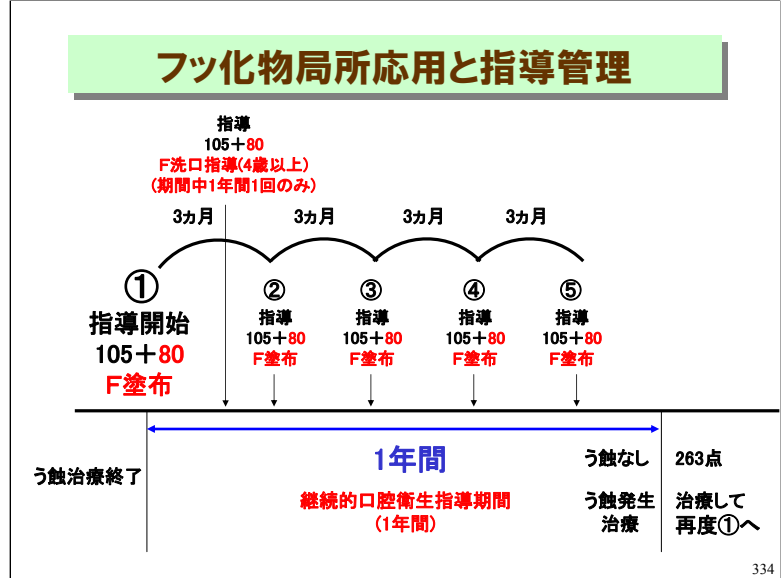 フッ化物局所応用と指導管理
指導
105＋80
F洗口指導(4歳以上)
(期間中1年間1回のみ)
3ヵ月
3ヵ月
3ヵ月
3ヵ月
①
指導開始
105＋80
F塗布
②
指導
105＋80
F塗布
③
指導
105＋80
F塗布
④
指導
105＋80
F塗布
⑤
指導
105＋80
F塗布
う蝕治療終了
1年間
継続的口腔衛生指導期間
(1年間)
う蝕なし
263点
う蝕発生
治療
治療して
再度①へ
334